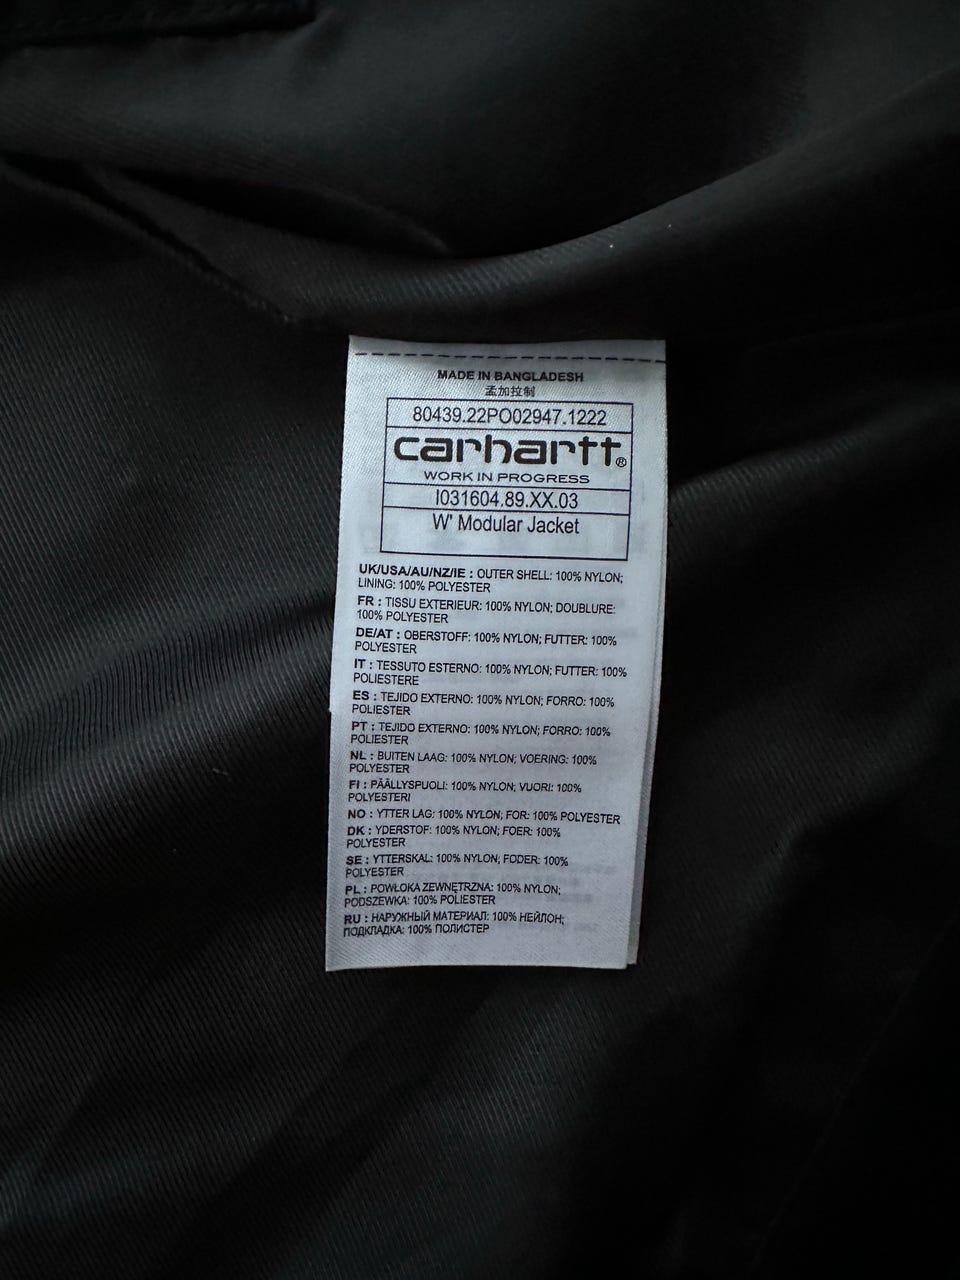 MADE IN BANGLADESH
孟加拉制
80439.22PO02947.1222
carhartt®
WORK IN PROGRESS
I031604.89.XX.03
W' Modular Jacket
UK/USA/AU/NZ/IE : OUTER SHELL: 100% NYLON;
LINING: 100% POLYESTER
FR : TISSU EXTERIEUR: 100% NYLON; DOUBLURE:
100% POLYESTER
DE/AT : OBERSTOFF: 100% NYLON; FUTTER: 100%
POLYESTER
IT : TESSUTO ESTERNO: 100% NYLON; FUTTER: 100%
POLIESTERE
ES : TEJIDO EXTERNO: 100% NYLON; FORRO: 100%
POLIESTER
PT : TEJIDO EXTERNO: 100% NYLON; FORRO: 100%
POLIESTER
NL : BUITEN LAAG: 100% NYLON; VOERING: 100%
POLYESTER
FI : PÄÄLLYSPUOLI: 100% NYLON; VUORI: 100%
POLYESTERI
NO : YTTER LAG: 100% NYLON; FOR: 100% POLYESTER
DK : YDERSTOF: 100% NYLON; FOER: 100%
POLYESTER
SE : YTTERSKAL: 100% NYLON; FODER: 100%
POLYESTER
PL : POWŁOKA ZEWNĘTRZNA: 100% NYLON;
PODSZEWKA: 100% POLIESTER
RU : НАРУЖНЫЙ МАТЕРИАЛ: 100% НЕЙЛОН;
ПОДКЛАДКА: 100% ПОЛИСТЕР